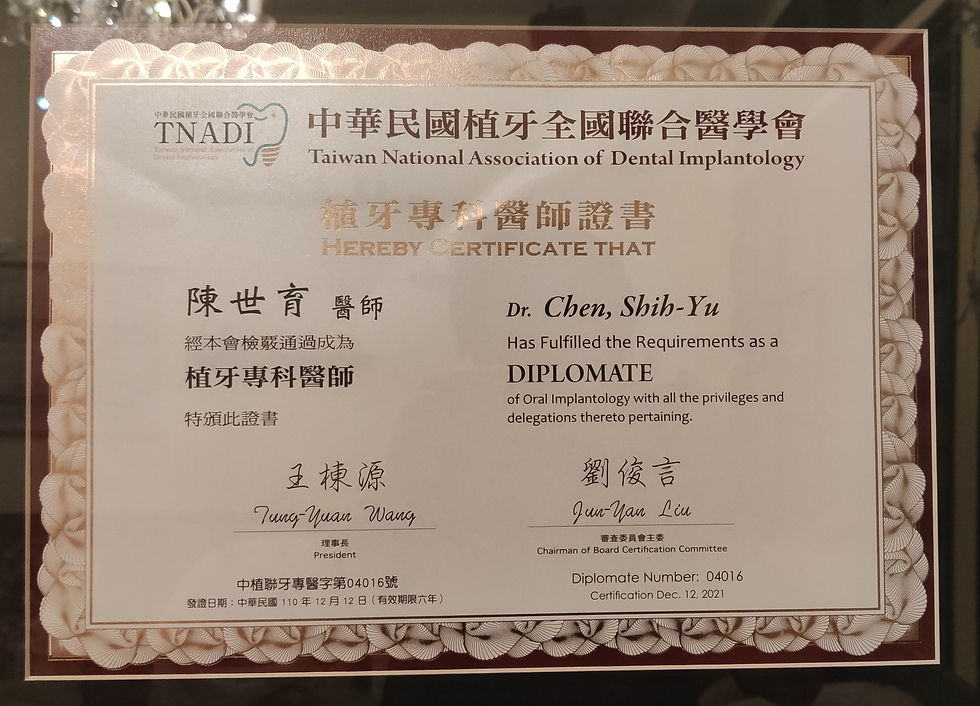 中華民國植牙全國聯合醫學會
TNADI
Taiwan National Association of
Dental Implantology
中華民國植牙全國聯合醫學會
Taiwan National Association of Dental Implantology
植牙專科醫師證書
HEREBY CERTIFICATE THAT
陳世育 醫師
經本會檢覈通過成為
植牙專科醫師
特頒此證書
Dr. Chen, Shih-Yu
Has Fulfilled the Requirements as a
DIPLOMATE
of Oral Implantology with all the privileges and
delegations thereto pertaining.
王棟源
Tung-Yuan Wang
理事長
President
劉俊言
Jun-Yan Liu
審查委員會主委
Chairman of Board Certification Committee
中植聯牙專醫字第04016號
發證日期：中華民國 110 年 12 月 12 日（有效期限六年）
Diplomate Number: 04016
Certification Dec. 12, 2021